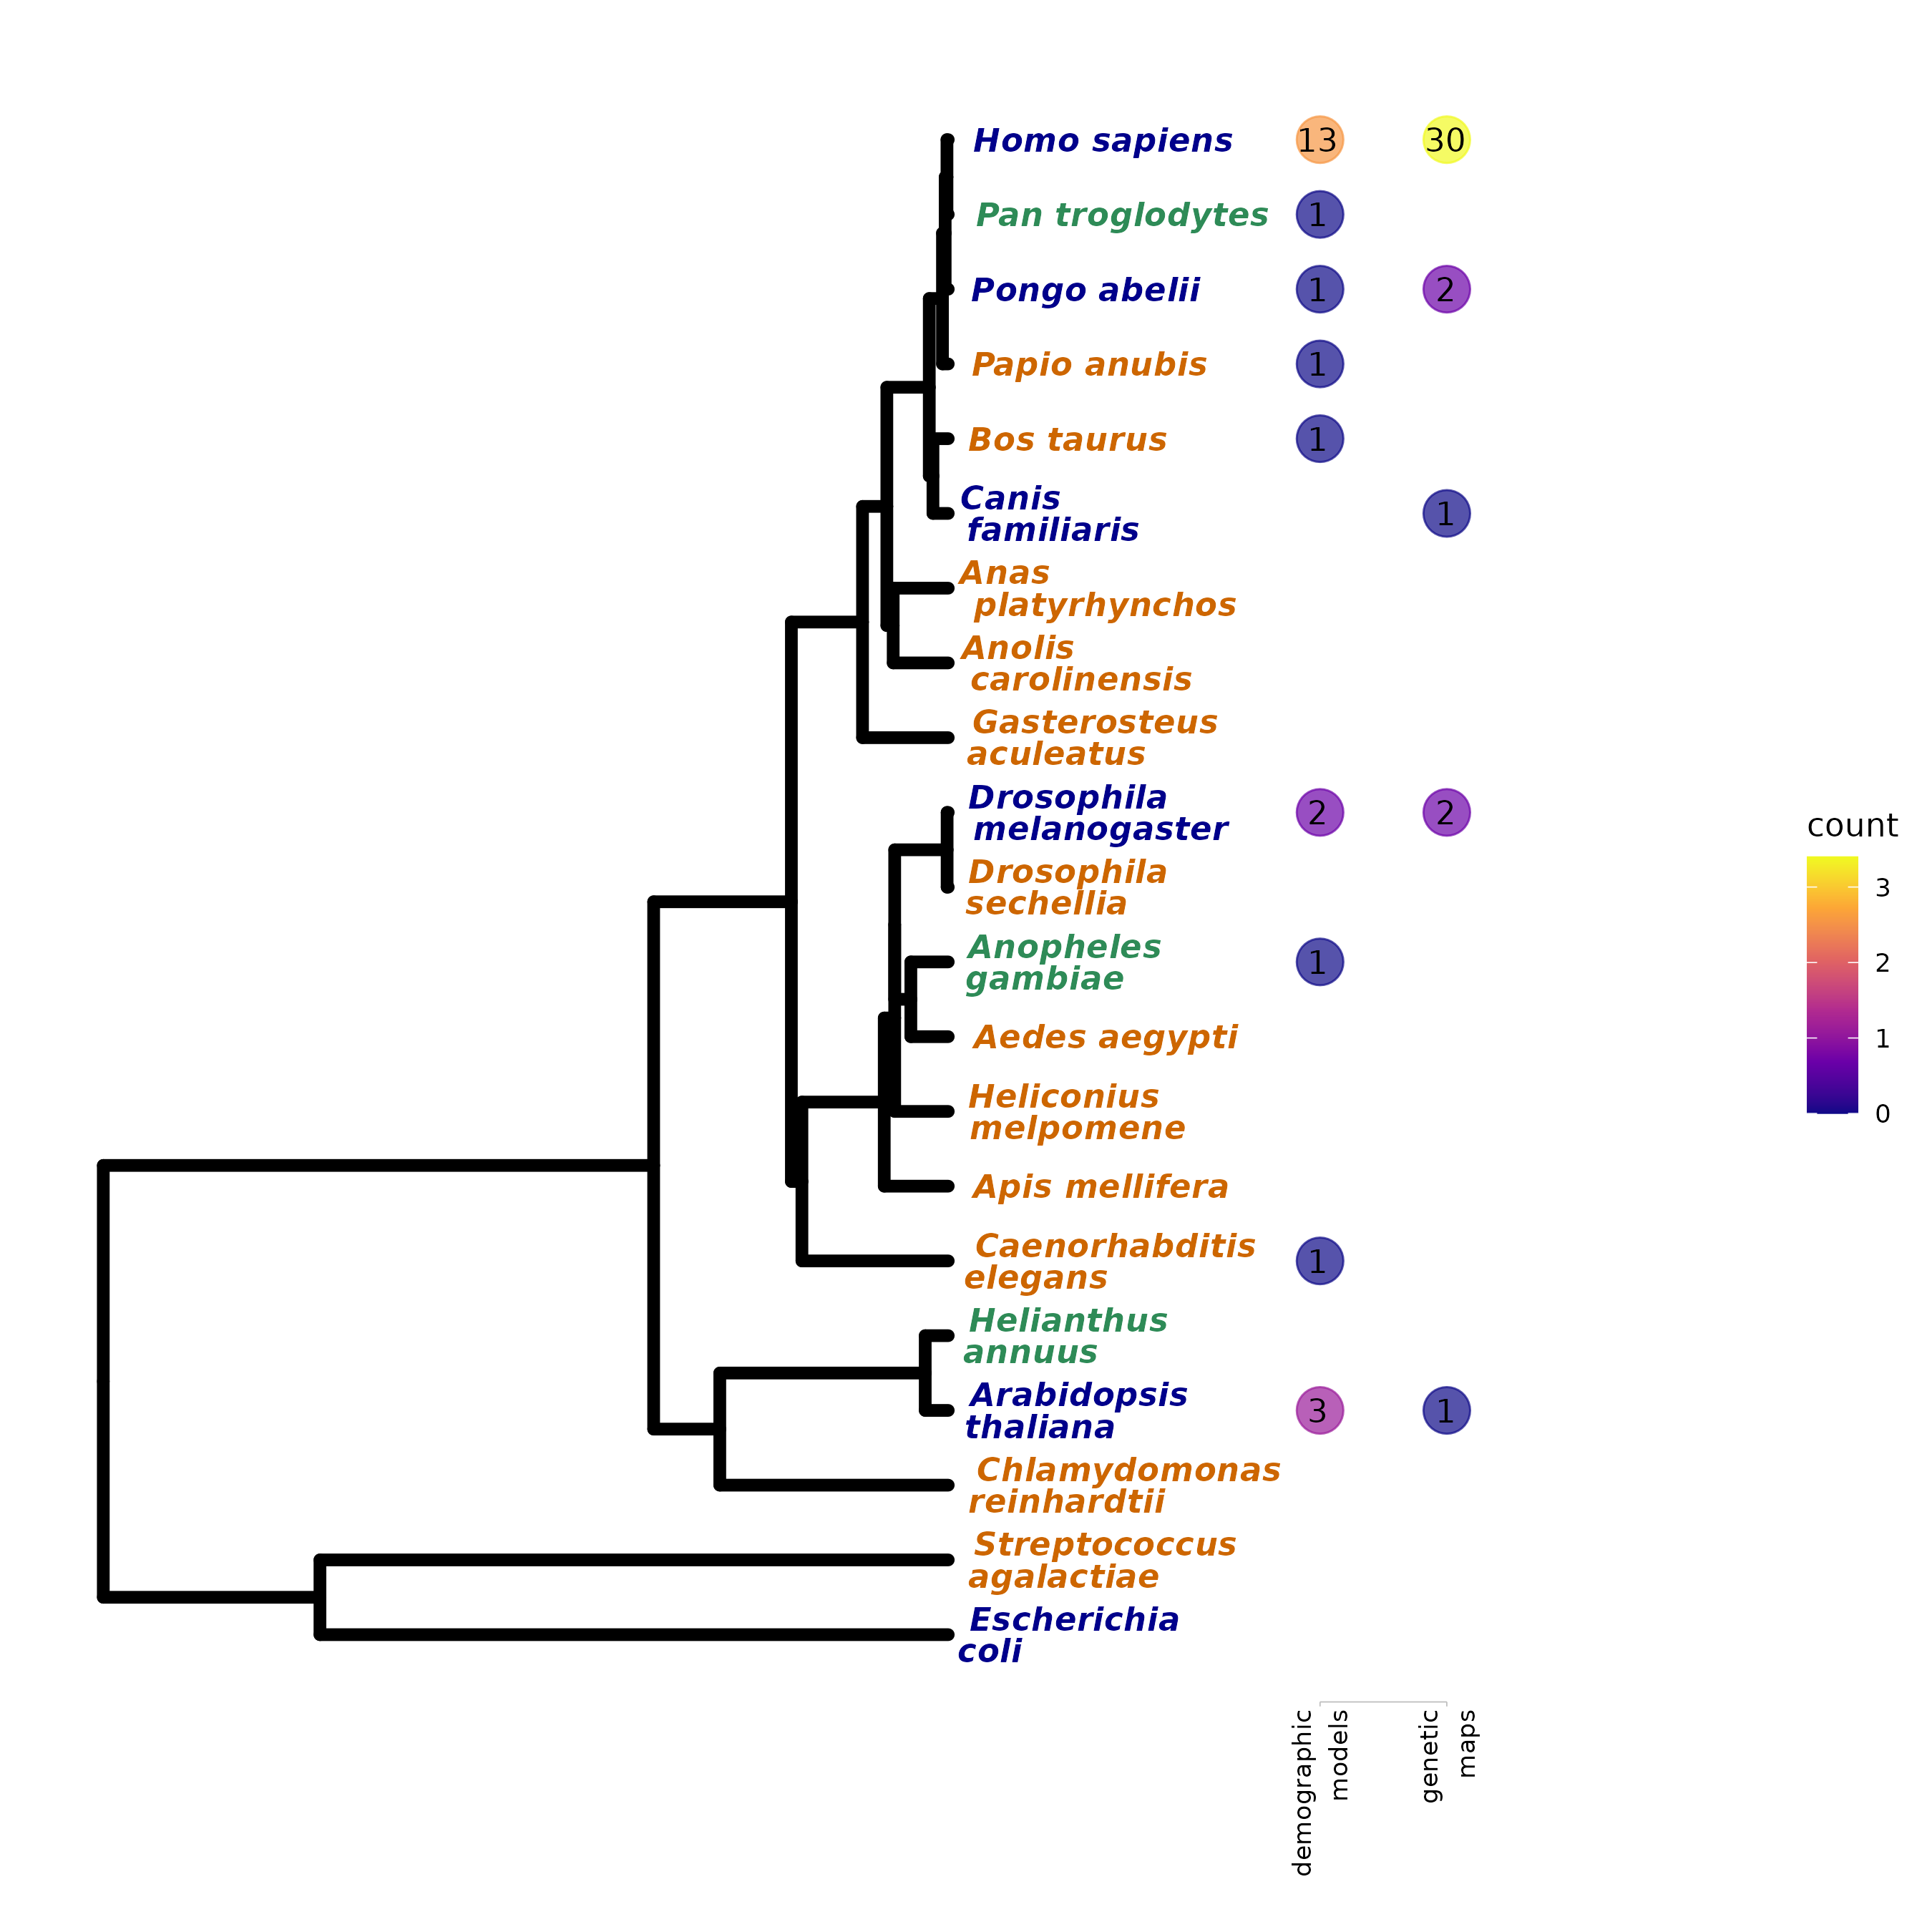 Homo sapiens 13 30
Pan troglodytes 1
Pongo abelii 1 2
Papio anubis 1
Bos taurus 1
Canis
familiaris 1
Anas
platyrhynchos
Anolis
carolinensis
Gasterosteus
aculeatus
Drosophila
melanogaster 2 2
Drosophila
sechellia
Anopheles
gambiae 1
Aedes aegypti
Heliconius
melpomene
Apis mellifera
Caenorhabditis
elegans 1
Helianthus
annuus
Arabidopsis
thaliana 3 1
Chlamydomonas
reinhardtii
Streptococcus
agalactiae
Escherichia
coli
demographic
models
genetic
maps
count
3
2
1
0